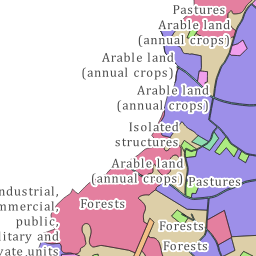 Pastures
Arable land
(annual crops)
Arable land
(annual crops)
Arable land
(annual crops)
Isolated
structures
Arable land
(annual crops)
Pastures
Forests
ndustrial,
mmercial,
public,
litary and
vate units
Forests
Forests